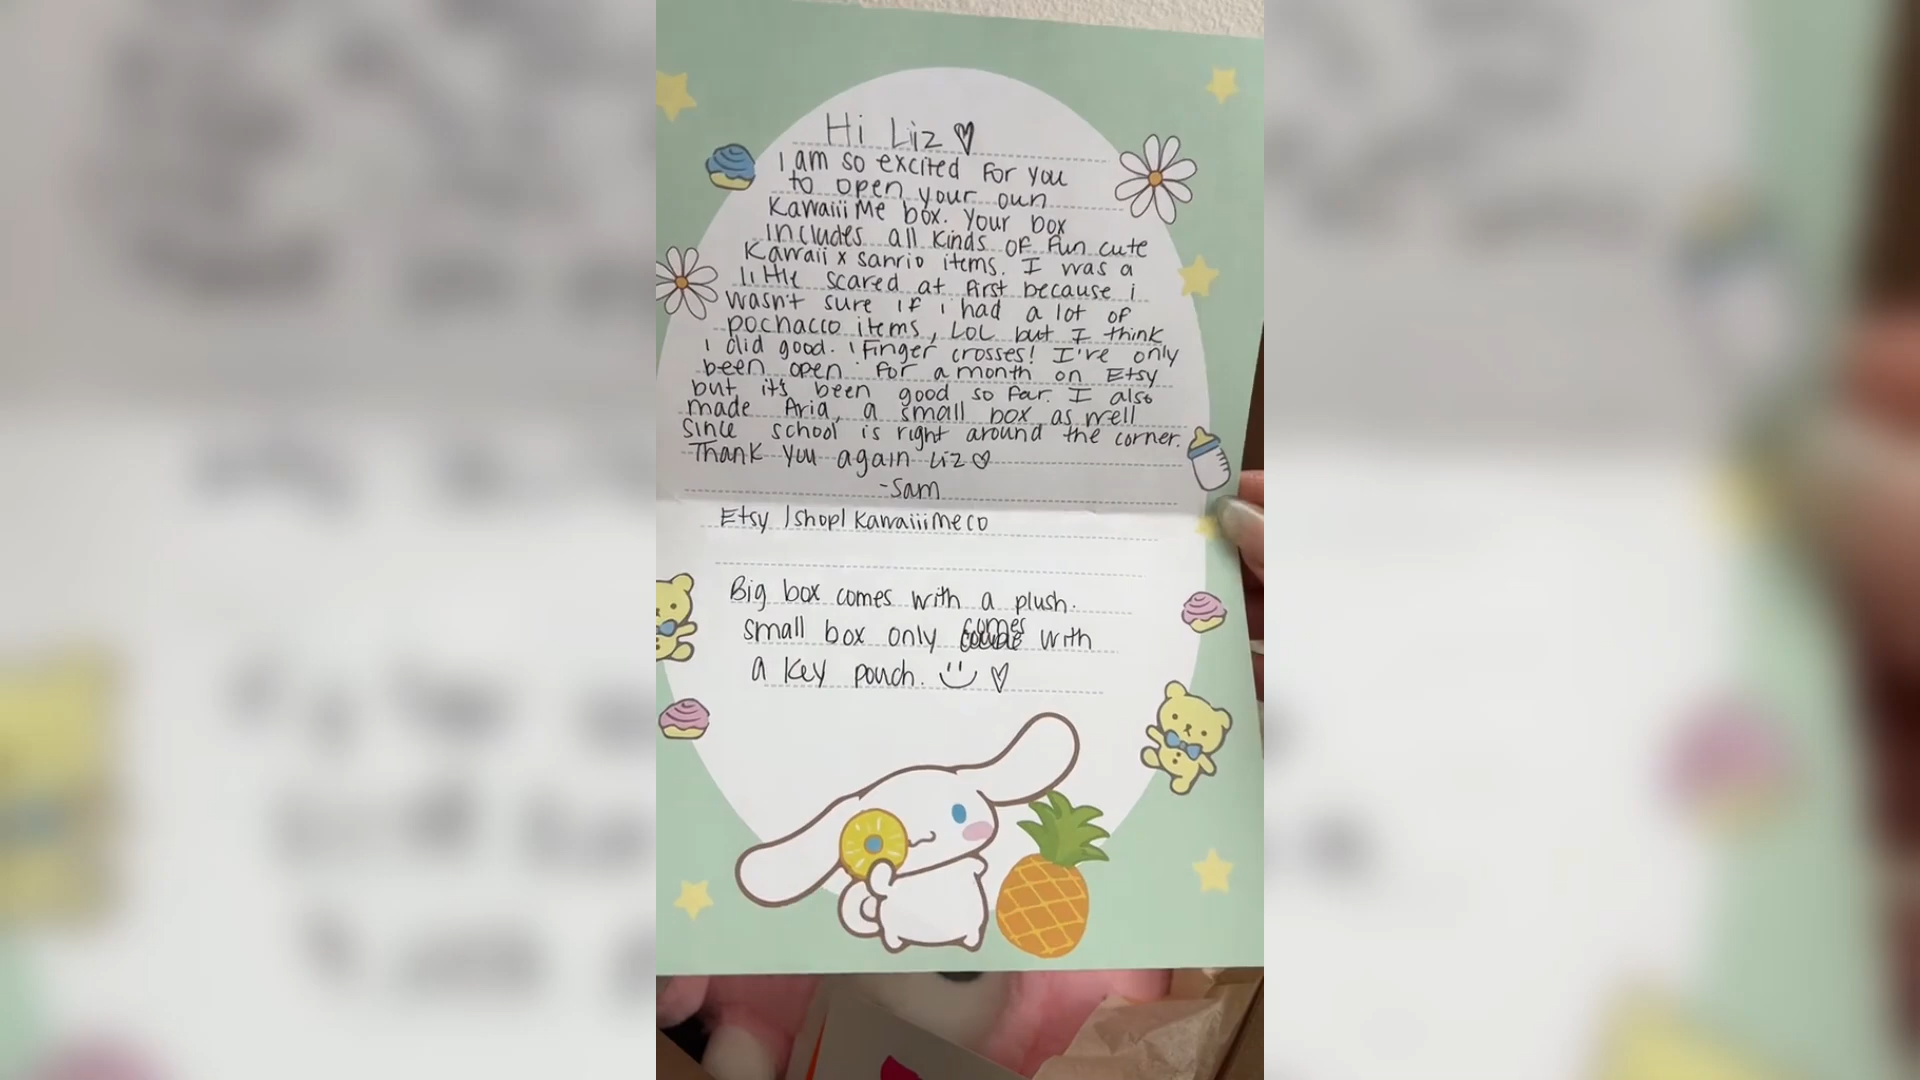 Hi Liz ♡
I am so excited for you
to open your own
Kawaiii Me box. Your box
includes all kinds of fun cute
Kawaii x sanrio items. I was a
little scared at first because i
wasn't sure if i had a lot of
pochacco items, LOL but I think
I did good. ! Finger crosses! I've only
been open for a month on Etsy
but it's been good so far. I also
made Aria, a small box as well
since school is right around the corner.
Thank you again Liz ♡
-Sam
Etsy /shop/ KawaiiiMeco
Big box comes with a plush.
small box only comes with
a key pouch. :) ♡